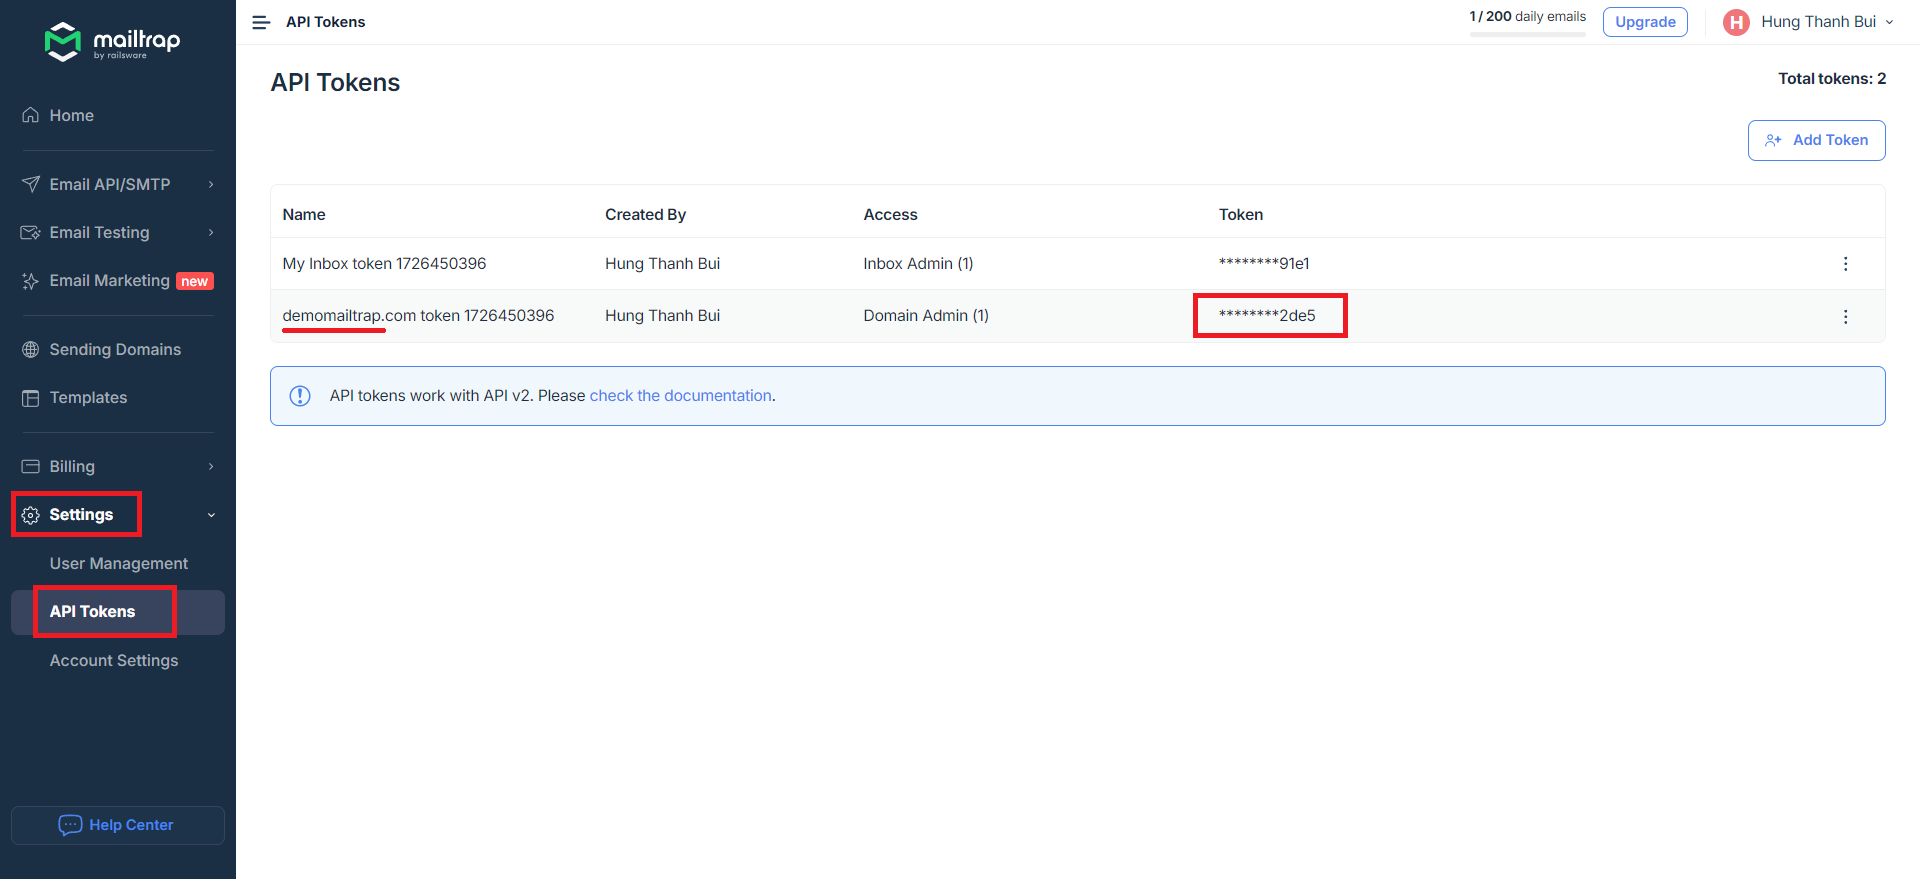 mailtrap
by railsware
Home
Email API/SMTP
Email Testing
Email Marketing new
Sending Domains
Templates
Billing
Settings
User Management
API Tokens
Account Settings
Help Center
API Tokens
1 / 200 daily emails
Upgrade
H Hung Thanh Bui
API Tokens
Total tokens: 2
Add Token
Name Created By Access Token
My Inbox token 1726450396 Hung Thanh Bui Inbox Admin (1) ********91e1
demomailtrap.com token 1726450396 Hung Thanh Bui Domain Admin (1) ********2de5
API tokens work with API v2. Please check the documentation.